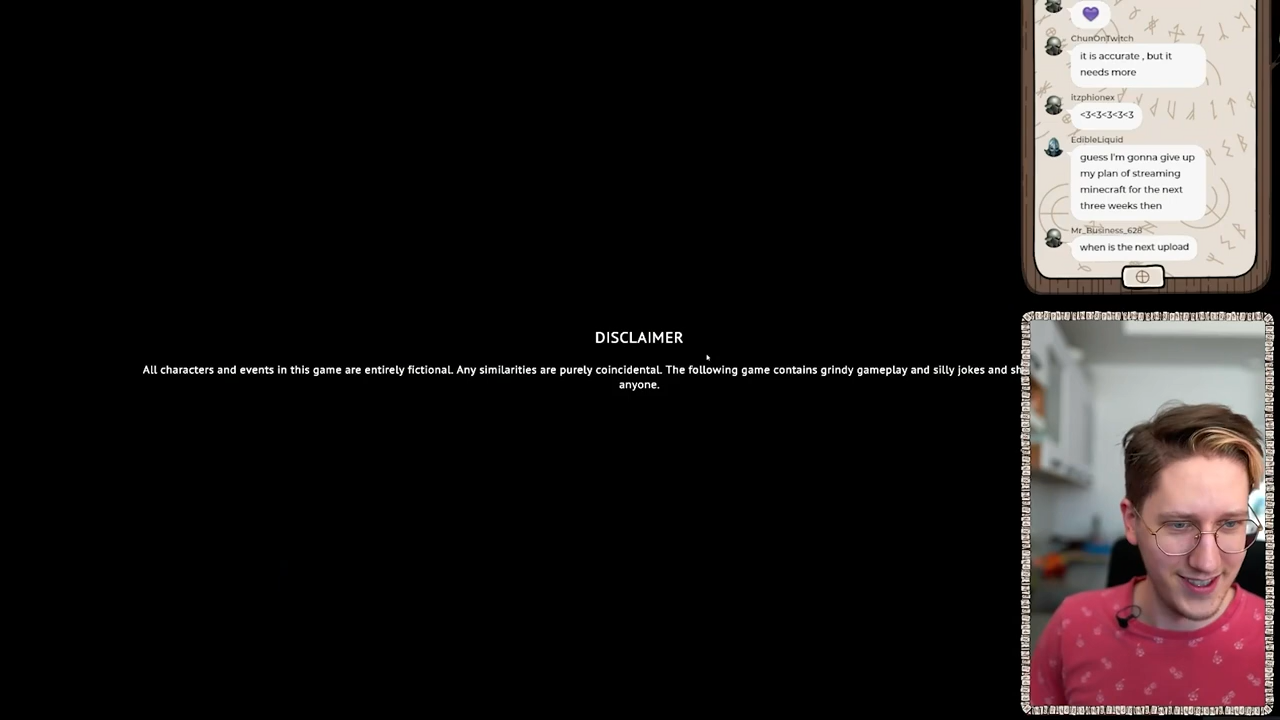 ChunOnTwitch
it is accurate , but it
needs more
itzphionex
<3<3<3<3<3
EdibleLiquid
guess I'm gonna give up
my plan of streaming
minecraft for the next
three weeks then
Mr_Business_628
when is the next upload
DISCLAIMER
All characters and events in this game are entirely fictional. Any similarities are purely coincidental. The following game contains grindy gameplay and silly jokes and sh
anyone.